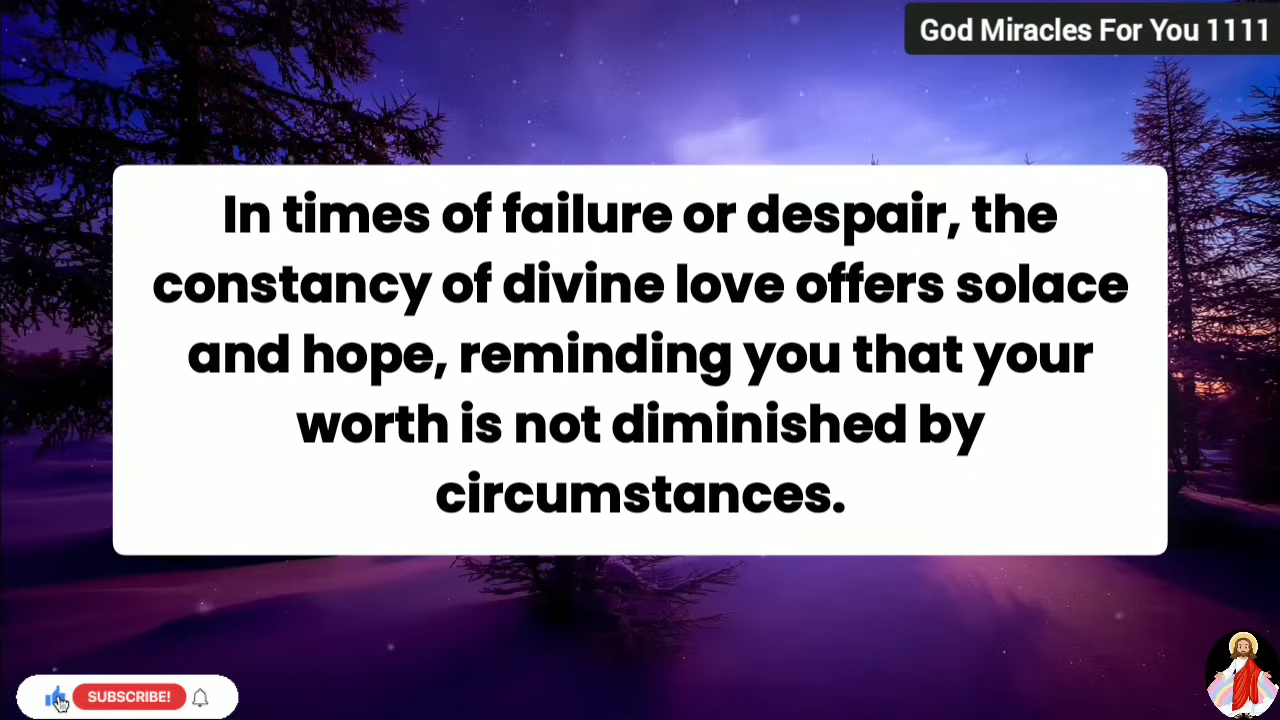 God Miracles For You 1111
In times of failure or despair, the
constancy of divine love offers solace
and hope, reminding you that your
worth is not diminished by
circumstances.
SUBSCRIBE!